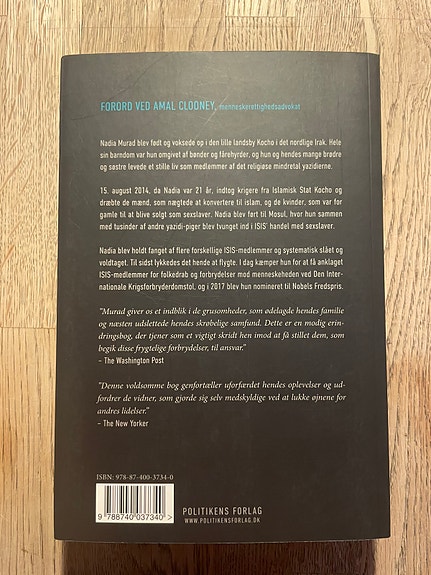 FORORD VED AMAL CLOONEY, menneskerettighedsadvokat
Nadia Murad blev født og voksede op i den lille landsby Kocho i det nordlige Irak. Hele
sin barndom var hun omgivet af bønder og fårehyrder, og hun og hendes mange brødre
og søstre levede et stille liv som medlemmer af det religiøse mindretal yazidierne.
15. august 2014, da Nadia var 21 år, indtog krigere fra Islamisk Stat Kocho og
dræbte de mænd, som nægtede at konvertere til islam, og de kvinder, som var for
gamle til at blive solgt som sexslaver. Nadia blev ført til Mosul, hvor hun sammen
med tusinder af andre yazidi-piger blev tvunget ind i ISIS' handel med sexslaver.
Nadia blev holdt fanget af flere forskellige ISIS-medlemmer og systematisk slået og
voldtaget. Til sidst lykkedes det hende at flygte. I dag kæmper hun for at få anklaget
ISIS-medlemmer for folkedrab og forbrydelser mod menneskeheden ved Den Inter-
nationale Krigsforbryderdomstol, og i 2017 blev hun nomineret til Nobels Fredspris.
"Murad giver os et indblik i de grusomheder, som ødelagde hendes familie
og næsten udslettede hendes skrøbelige samfund. Dette er en modig erin-
dringsbog, der tjener som et vigtigt skridt hen imod at få stillet dem, som
begik disse frygtelige forbrydelser, til ansvar."
– The Washington Post
"Denne voldsomme bog genfortæller uforfærdet hendes oplevelser og ud-
fordrer de vidner, som gjorde sig selv medskyldige ved at lukke øjnene for
andres lidelser."
– The New Yorker
ISBN: 978-87-400-3734-0
9 788740 037340 >
POLITIKENS FORLAG
WWW.POLITIKENSFORLAG.DK